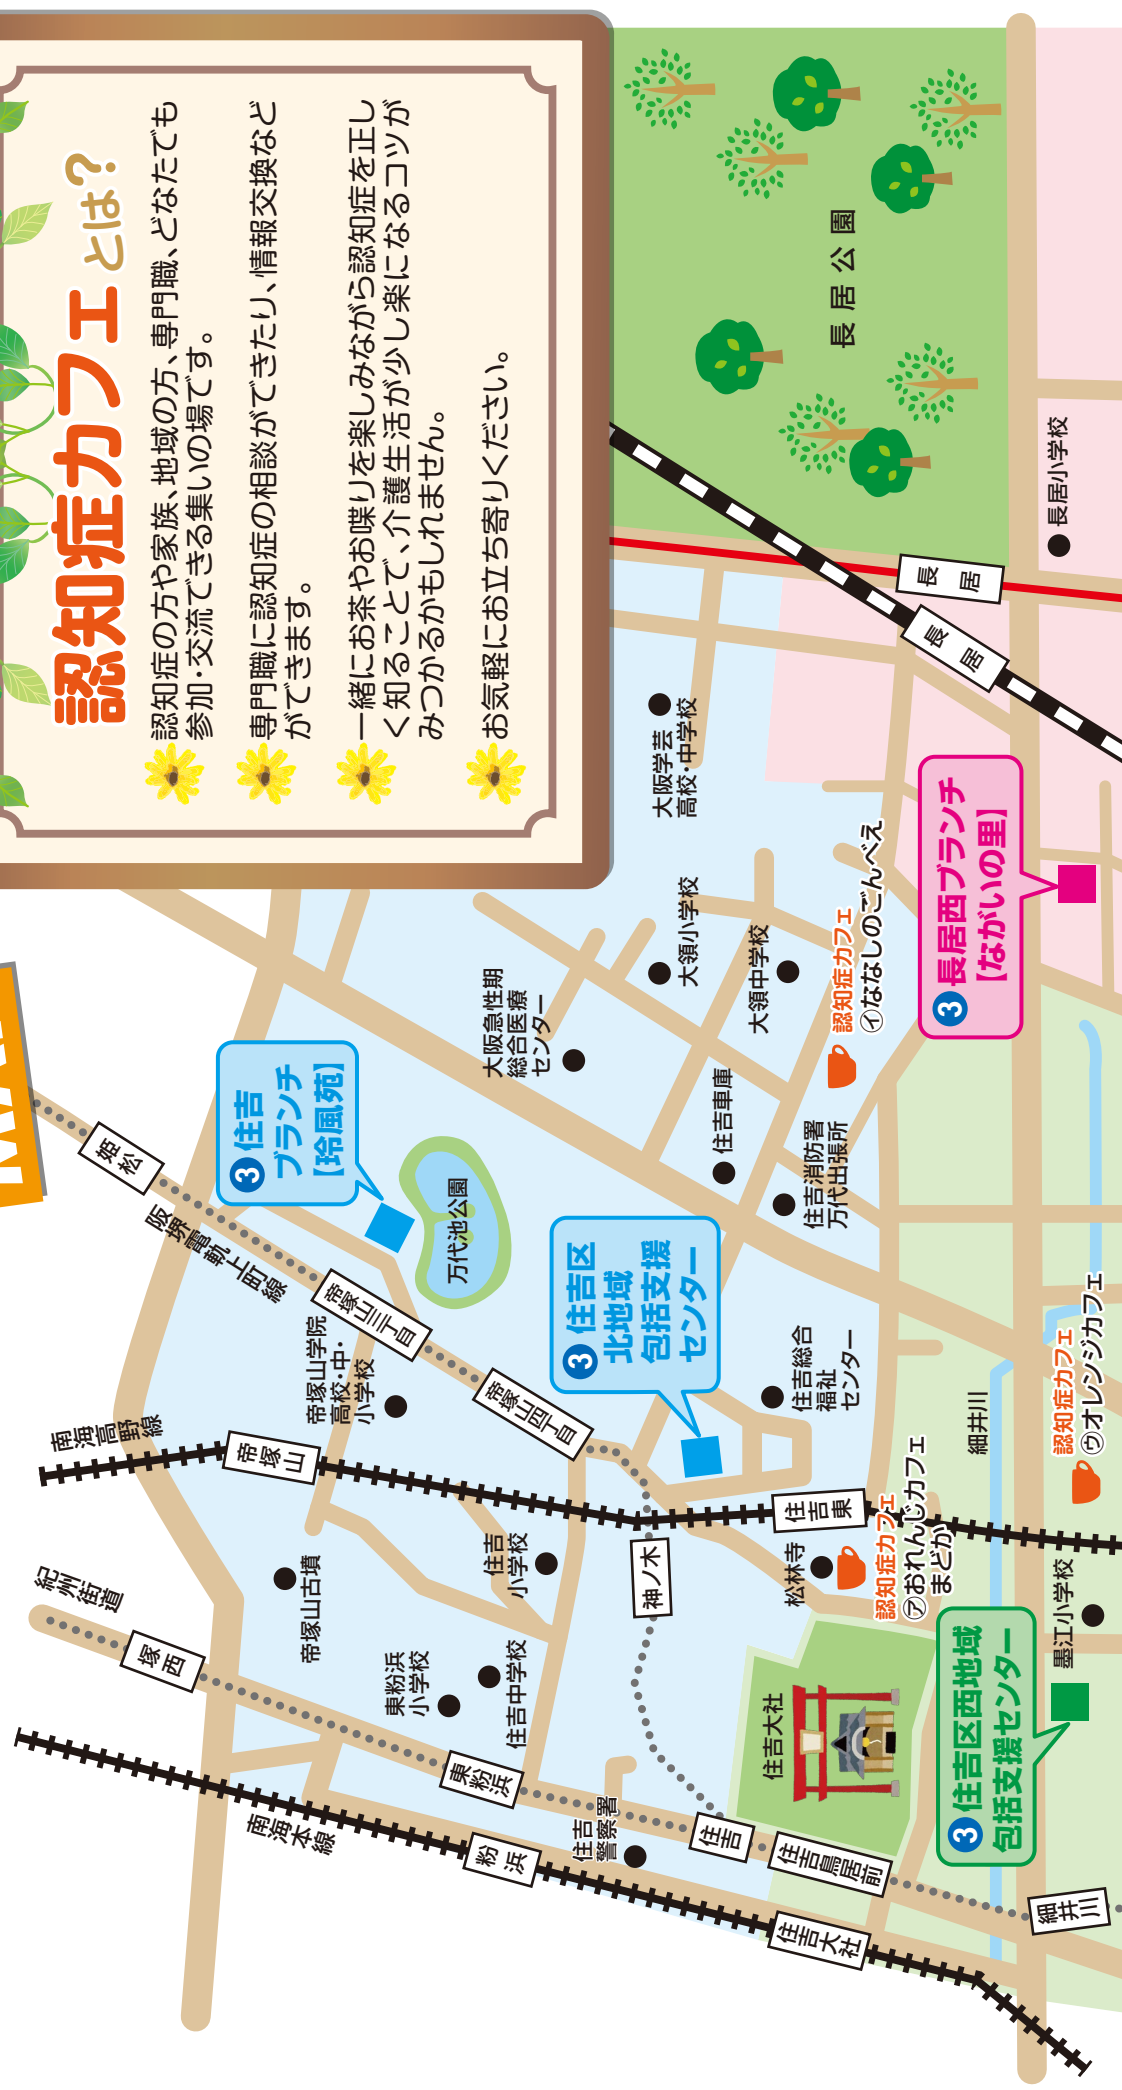 認知症カフェとは?
認知症の方や家族、地域の方、専門職、どなたでも
参加・交流できる集いの場です。
専門職に認知症の相談ができたり、情報交換など
ができます。
一緒にお茶やお喋りを楽しみながら認知症を正し
く知ることで、介護生活が少し楽になるコツが
みつかるかもしれません。
お気軽にお立ち寄りください。
長居公園
長居小学校
長居
長居
大阪学芸
高校・中学校
大領小学校
大領中学校
認知症カフェ
㋑ななしのごんべえ
❸長居西ブランチ
【ながいの里】
大阪急性期
総合医療
センター
住吉車庫
住吉消防署
万代出張所
❸住吉
ブランチ
【玲風苑】
万代池公園
姫松
阪堺電軌上町線
帝塚山三丁目
帝塚山四丁目
帝塚山学院
高校・中・
小学校
❸住吉区
北地域
包括支援
センター
住吉総合
福祉
センター
細井川
認知症カフェ
㋒オレンジカフェ
南海高野線
帝塚山
住吉東
神ノ木
松林寺
認知症カフェ
㋐おれんじカフェ
まどか
墨江小学校
紀州街道
塚西
帝塚山古墳
住吉
小学校
東粉浜
小学校
住吉中学校
東粉浜
住吉大社
❸住吉区西地域
包括支援センター
南海本線
粉浜
住吉
警察署
住吉
住吉鳥居前
住吉大社
細井川